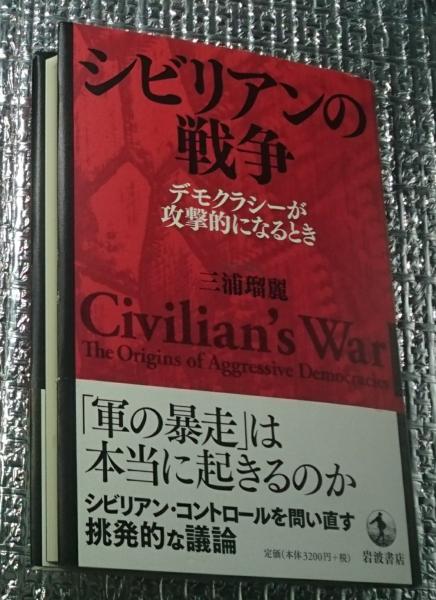 シビリアンの
戦争
デモクラシーが
攻撃的になるとき
三浦瑠麗
Civilian's War
The Origins of Aggressive Democracies
「軍の暴走」は
本当に起きるのか
シビリアン・コントロールを問い直す
挑発的な議論
定価(本体3200円+税)
岩波書店